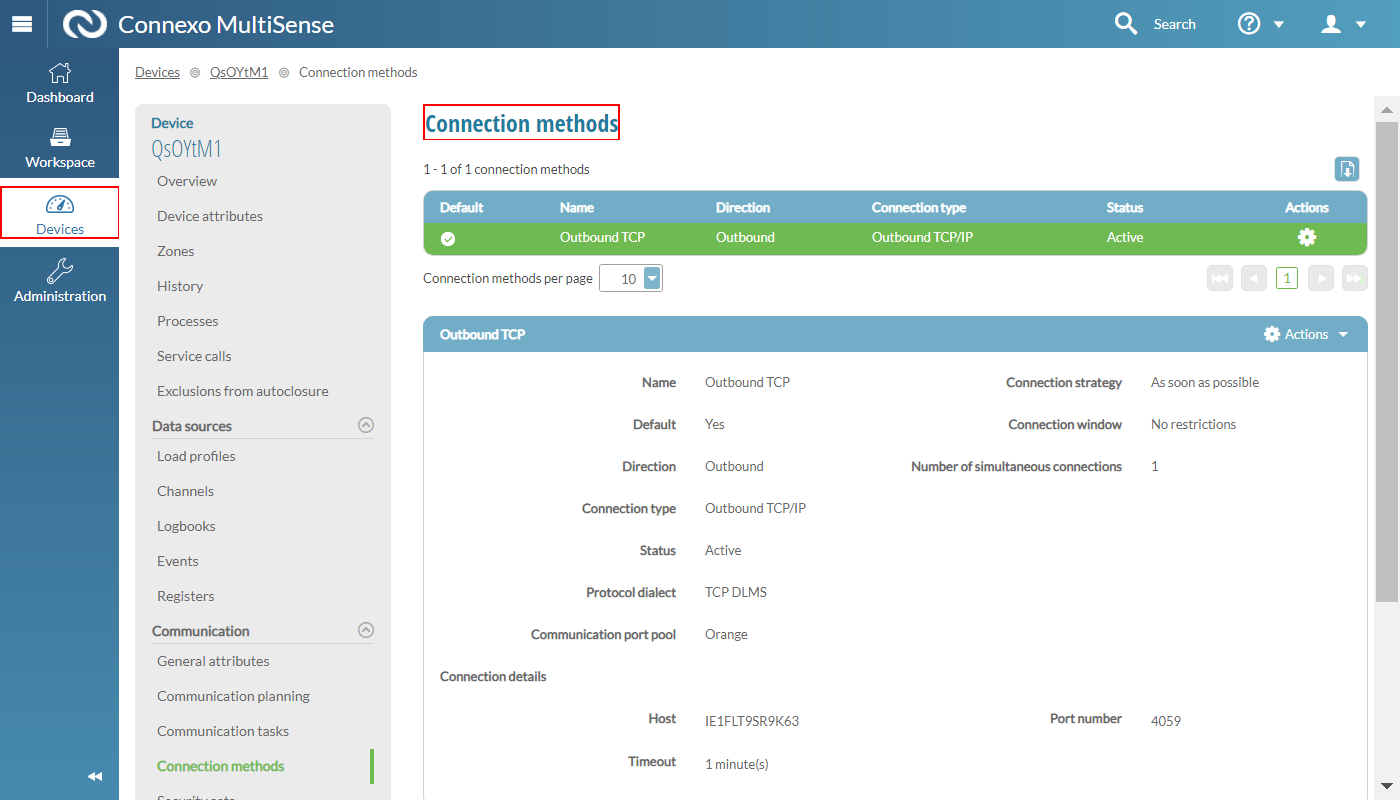 Connexo MultiSense
Search
Dashboard
Workspace
Devices
Administration
Devices QsOYtM1 Connection methods
Device
QsOYtM1
Overview
Device attributes
Zones
History
Processes
Service calls
Exclusions from autoclosure
Data sources
Load profiles
Channels
Logbooks
Events
Registers
Communication
General attributes
Communication planning
Communication tasks
Connection methods
Connection methods
1 - 1 of 1 connection methods
Default Name Direction Connection type Status Actions
Outbound TCP Outbound Outbound TCP/IP Active
Connection methods per page 10 1
Outbound TCP Actions
Name Outbound TCP Connection strategy As soon as possible
Default Yes Connection window No restrictions
Direction Outbound Number of simultaneous connections 1
Connection type Outbound TCP/IP
Status Active
Protocol dialect TCP DLMS
Communication port pool Orange
Connection details
Host IE1FLT9SR9K63 Port number 4059
Timeout 1 minute(s)